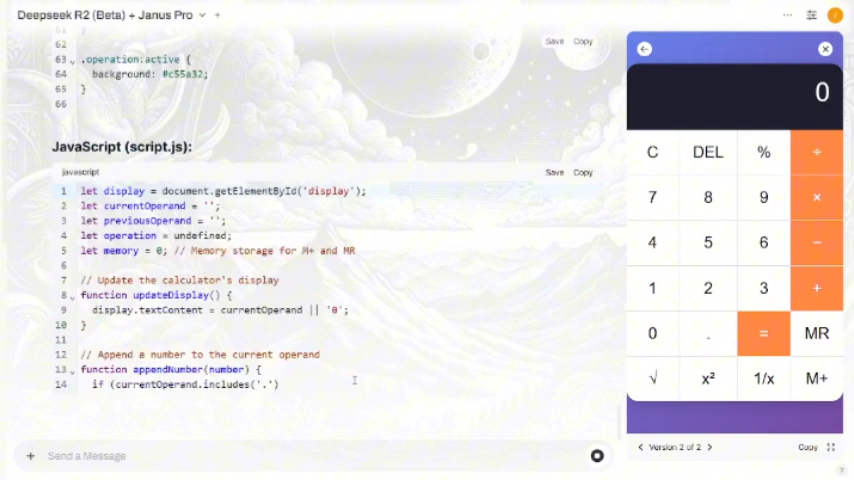 Deepseek R2 (Beta) + Janus Pro
62
Save Copy
63 .operation:active {
64 background: #c55a32;
65 }
66
JavaScript (script.js):
javascript
Save Copy
1 let display = document.getElementById('display');
2 let currentOperand = '';
3 let previousOperand = '';
4 let operation = undefined;
5 let memory = 0; // Memory storage for M+ and MR
6
7 // Update the calculator's display
8 function updateDisplay() {
9 display.textContent = currentOperand || '0';
10 }
11
12 // Append a number to the current operand
13 function appendNumber(number) {
14 if (currentOperand.includes('.')
+ Send a Message
0
C DEL % ÷
7 8 9 ×
4 5 6 −
1 2 3 +
0 . = MR
√ x² 1/x M+
Version 2 of 2
Copy
?